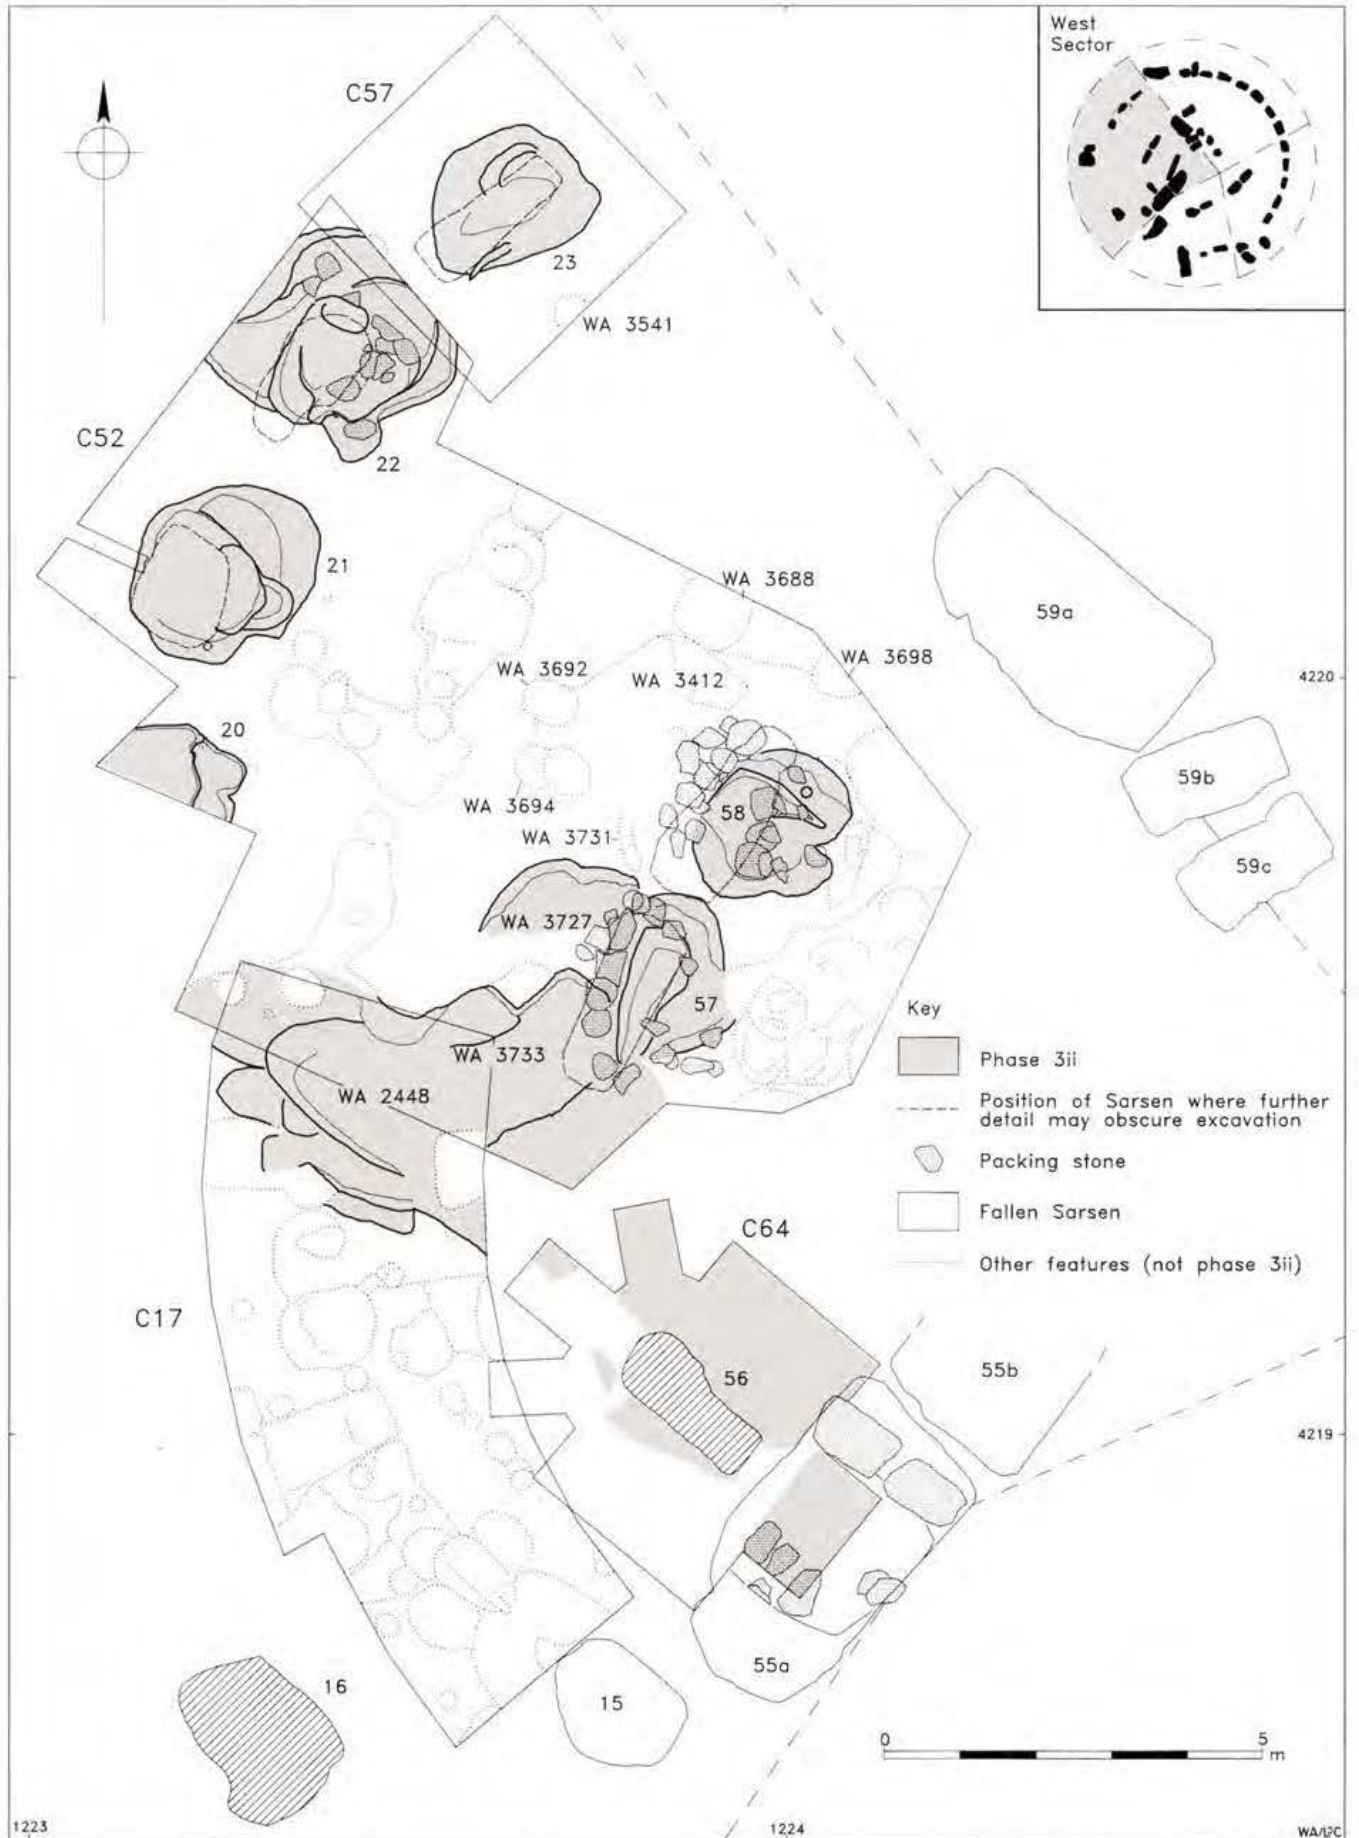 West
Sector
C57
23
WA 3541
C52
22
21
WA 3688
59a
WA 3692
WA 3412
WA 3698
4220
20
59b
WA 3694
58
WA 3731
59c
WA 3727
57
Key
WA 3733
Phase 3ii
WA 2448
Position of Sarsen where further
detail may obscure excavation
Packing stone
Fallen Sarsen
C64
Other features (not phase 3ii)
C17
56
55b
4219
55a
16
15
0
5
m
1223
1224